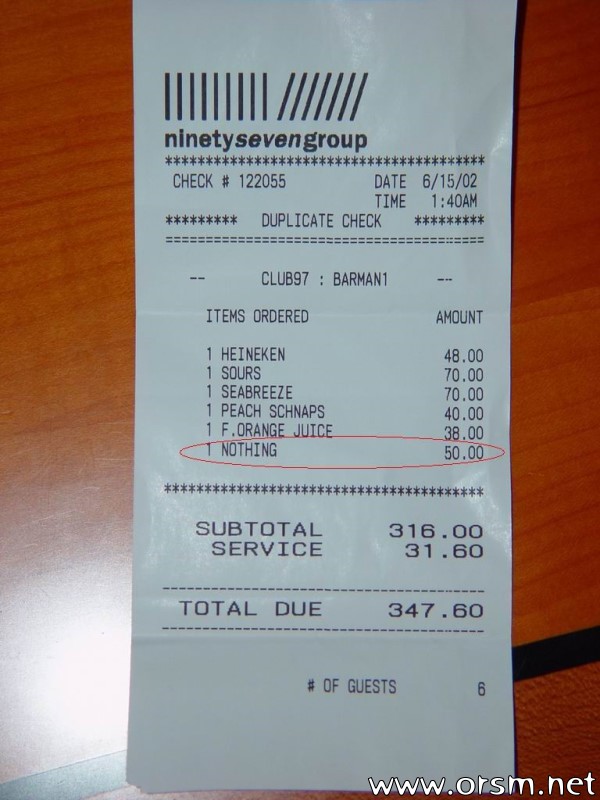 ninetysevengroup
****************************************
CHECK # 122055 DATE 6/15/02
TIME 1:40AM
********* DUPLICATE CHECK *********
========================================
-- CLUB97 : BARMAN1 --
ITEMS ORDERED AMOUNT
1 HEINEKEN 48.00
1 SOURS 70.00
1 SEABREEZE 70.00
1 PEACH SCHNAPS 40.00
1 F.ORANGE JUICE 38.00
1 NOTHING 50.00
****************************************
SUBTOTAL 316.00
SERVICE 31.60
----------------------------------------
TOTAL DUE 347.60
----------------------------------------
# OF GUESTS 6
www.orsm.net